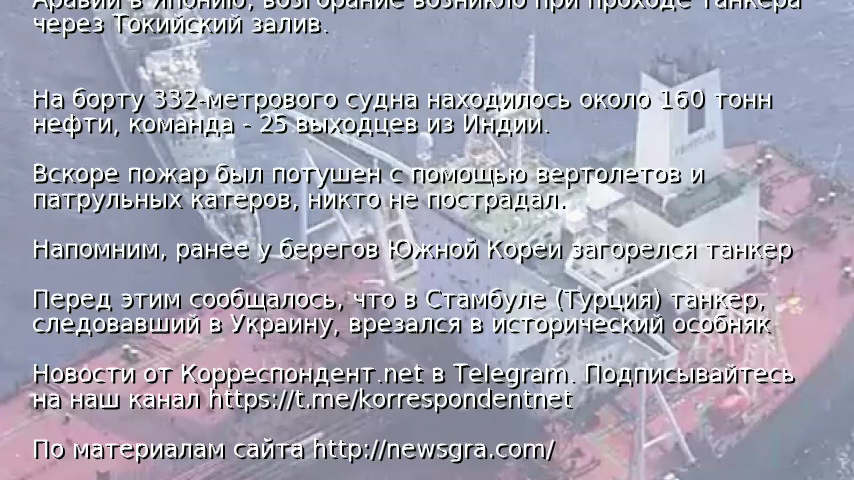 Аравии в Японию, возгорание возникло при проходе танкера
через Токийский залив.
На борту 332-метрового судна находилось около 160 тонн
нефти, команда - 25 выходцев из Индии.
Вскоре пожар был потушен с помощью вертолетов и
патрульных катеров, никто не пострадал.
Напомним, ранее у берегов Южной Кореи загорелся танкер
Перед этим сообщалось, что в Стамбуле (Турция) танкер,
следовавший в Украину, врезался в исторический особняк
Новости от Корреспондент.net в Telegram. Подписывайтесь
на наш канал https://t.me/korrespondentnet
По материалам сайта http://newsgra.com/